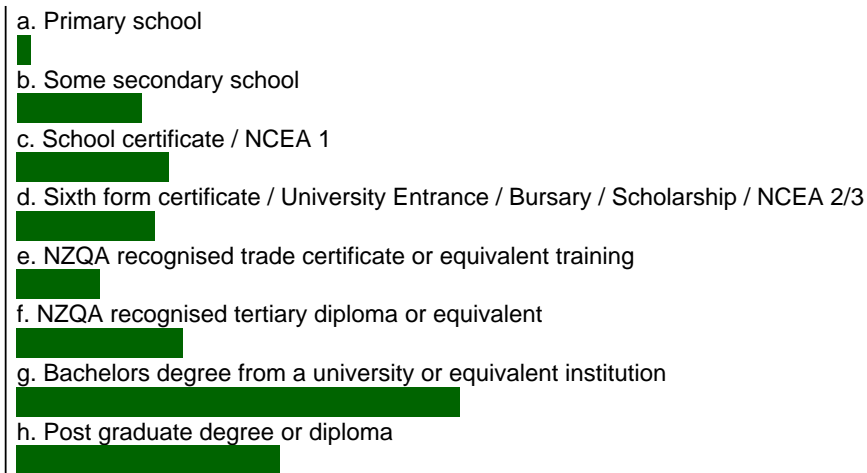 a. Primary school
b. Some secondary school
c. School certificate / NCEA 1
d. Sixth form certificate / University Entrance / Bursary / Scholarship / NCEA 2/3
e. NZQA recognised trade certificate or equivalent training
f. NZQA recognised tertiary diploma or equivalent
g. Bachelors degree from a university or equivalent institution
h. Post graduate degree or diploma